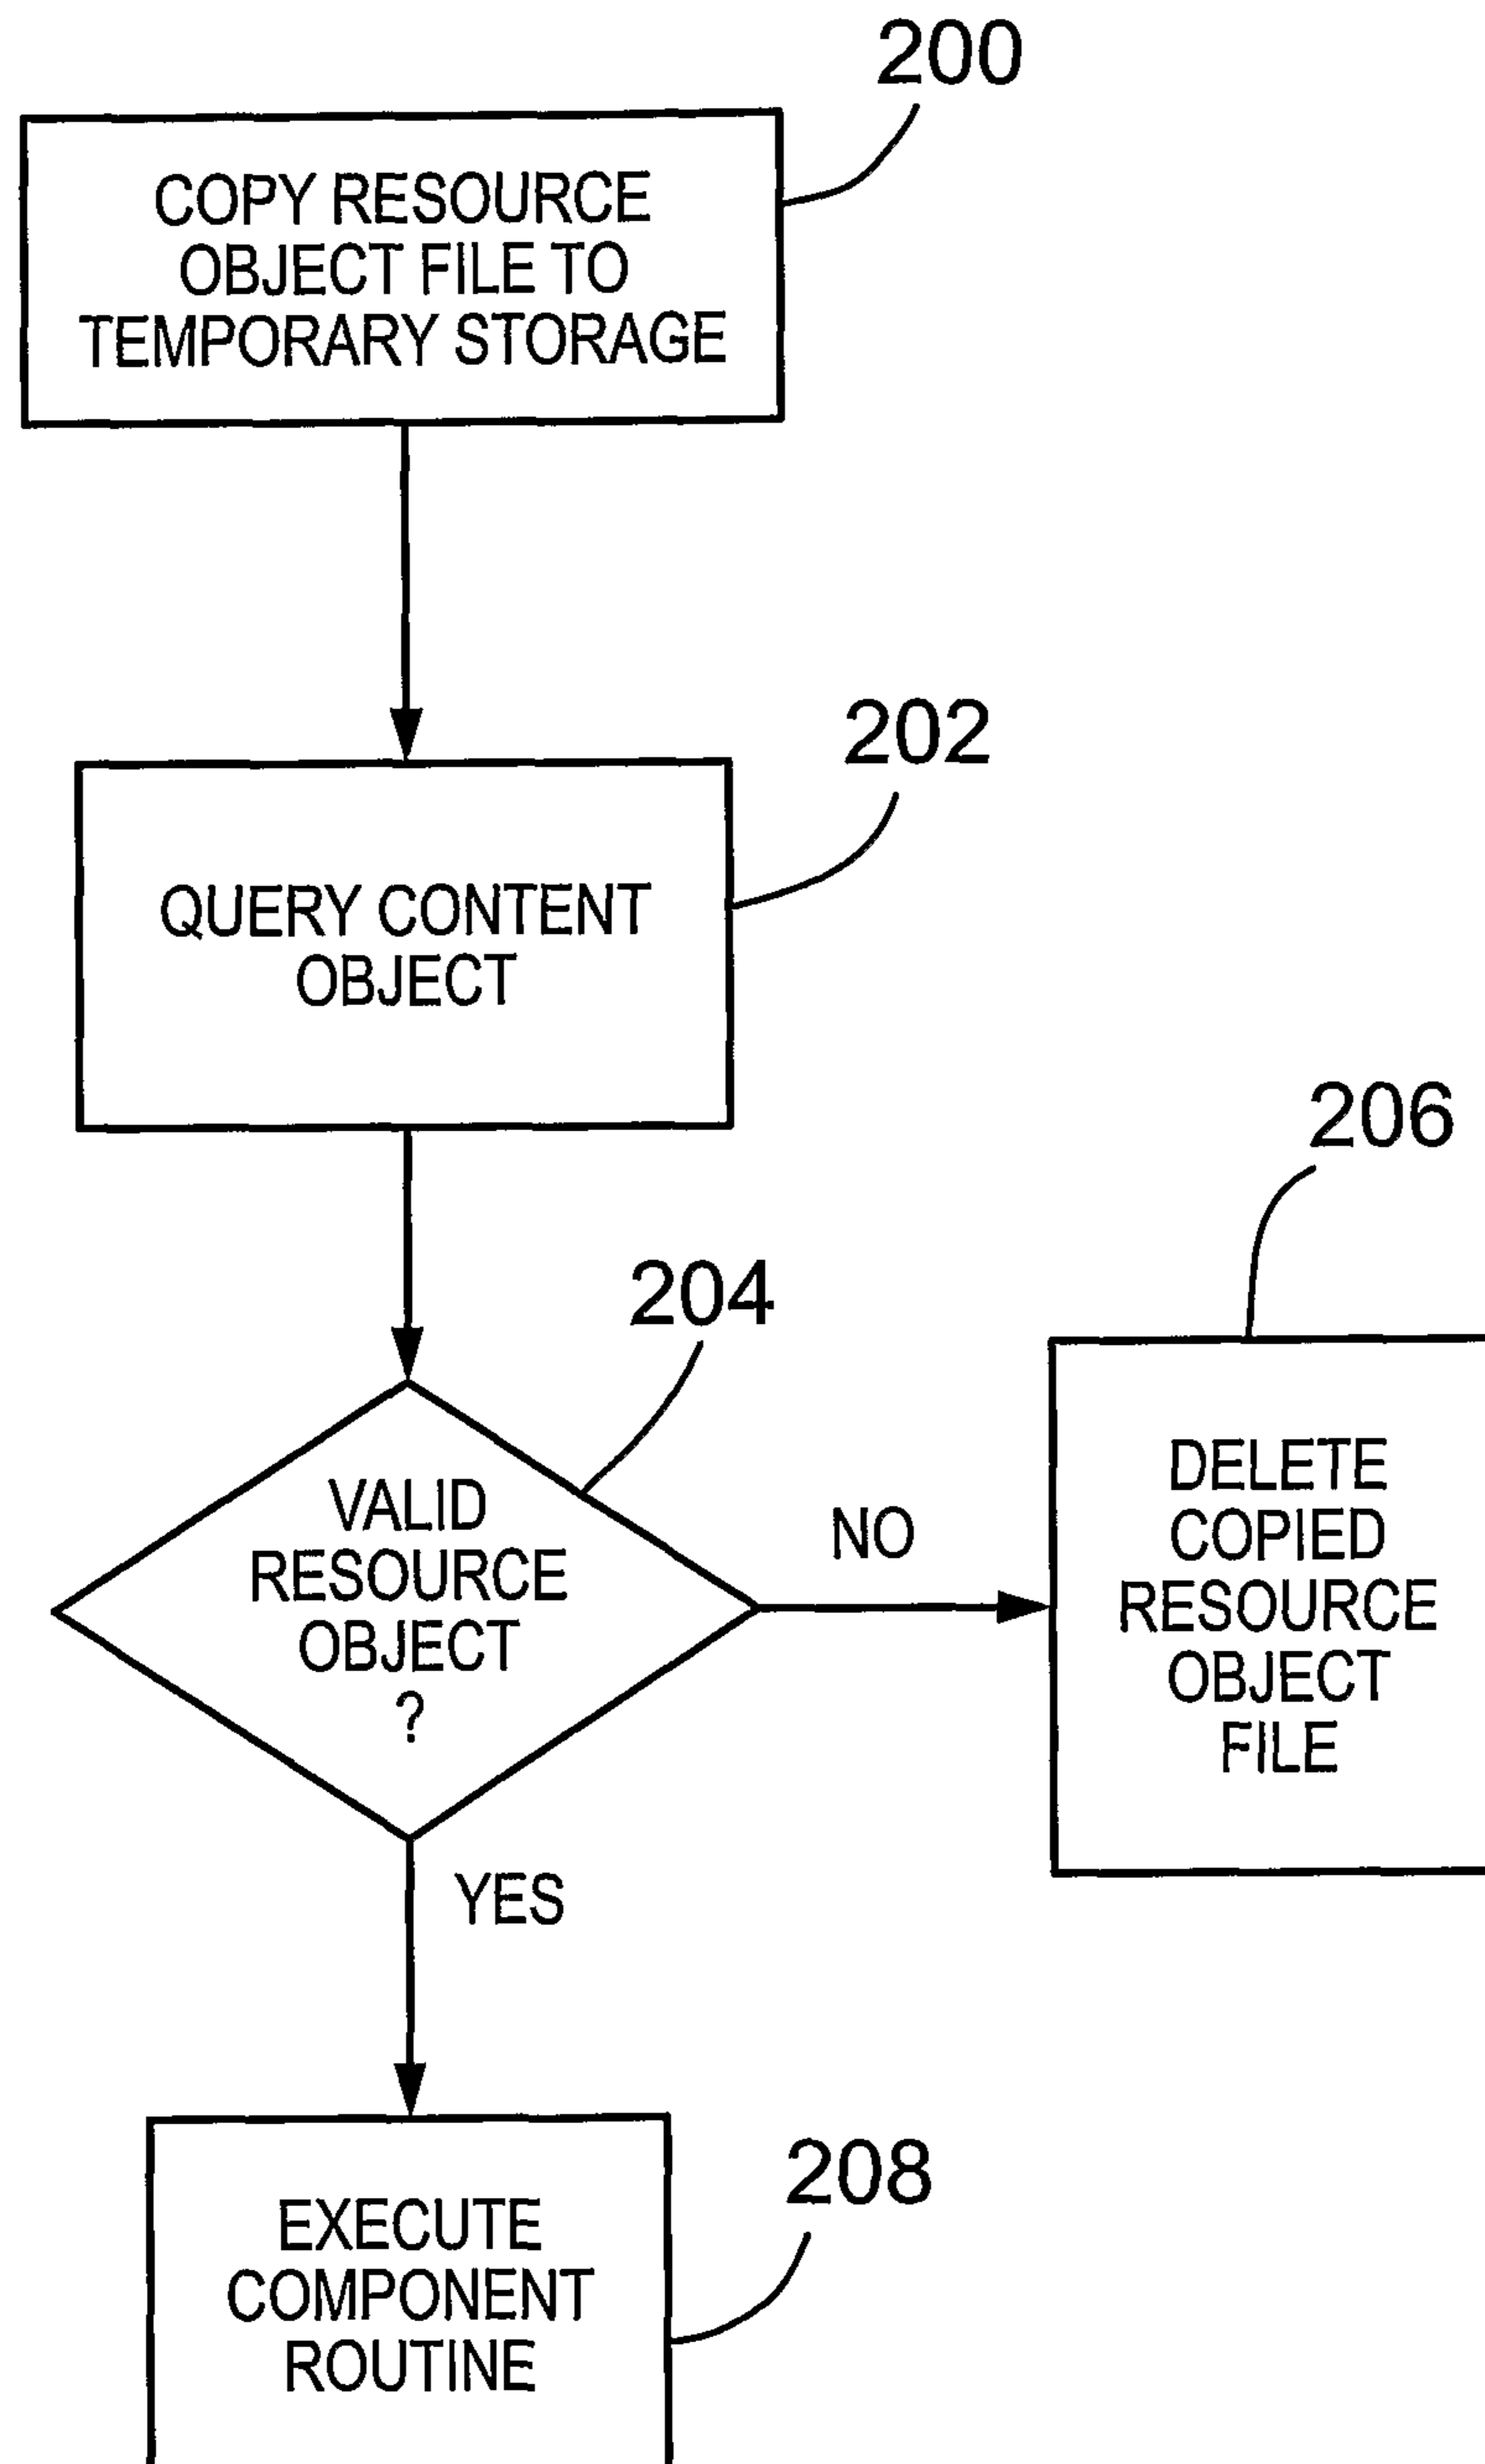 200
COPY RESOURCE
OBJECT FILE TO
TEMPORARY STORAGE
202
QUERY CONTENT
OBJECT
206
204
VALID
RESOURCE
OBJECT
?
NO
DELETE
COPIED
RESOURCE
OBJECT
FILE
YES
208
EXECUTE
COMPONENT
ROUTINE